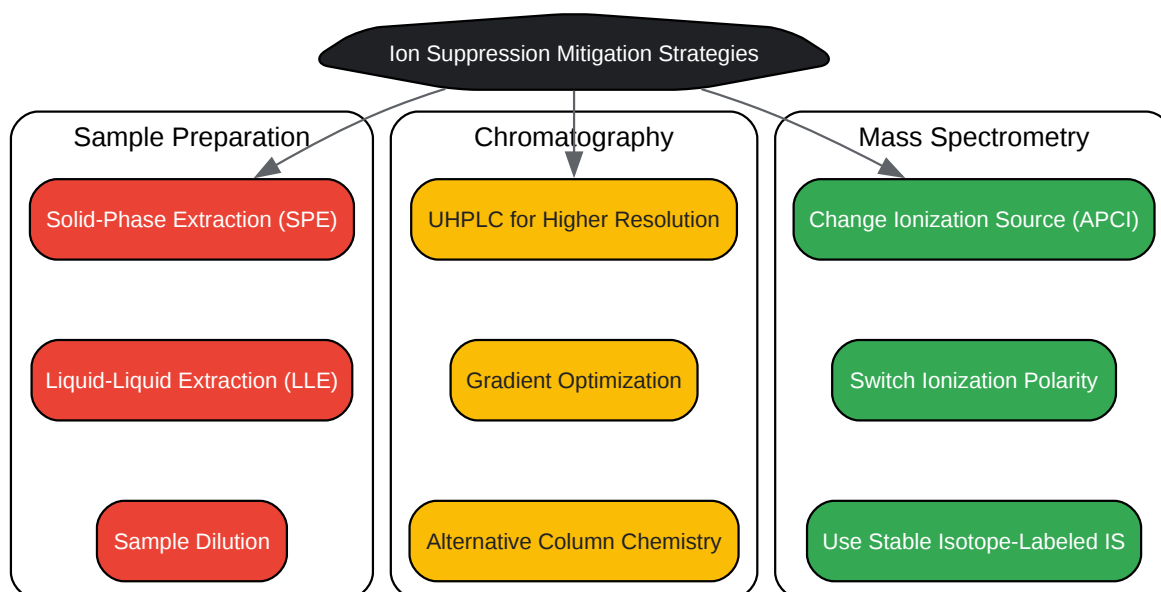 Ion Suppression Mitigation Strategies
Sample Preparation
Solid-Phase Extraction (SPE)
Liquid-Liquid Extraction (LLE)
Sample Dilution
Chromatography
UHPLC for Higher Resolution
Gradient Optimization
Alternative Column Chemistry
Mass Spectrometry
Change Ionization Source (APCI)
Switch Ionization Polarity
Use Stable Isotope-Labeled IS